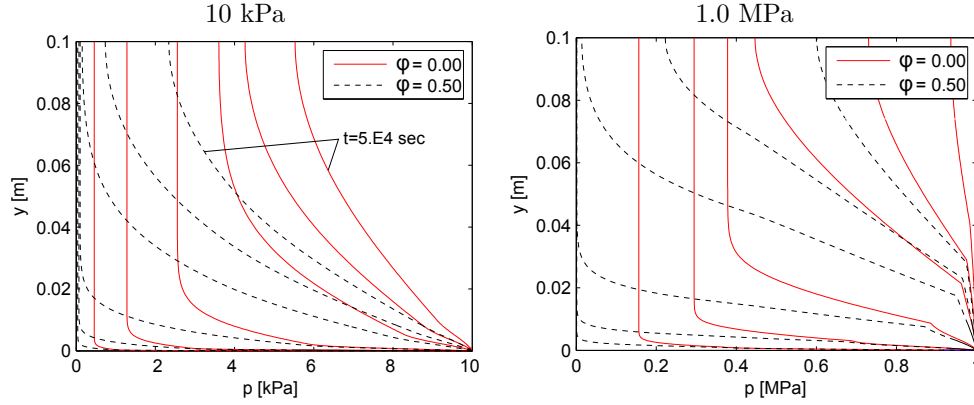 10 kPa
0.1
0.08
0.06
0.04
0.02
0
0
2
4
6
8
10
y [m]
p [kPa]
φ = 0.00
φ = 0.50
t=5.E4 sec
1.0 MPa
0.1
0.08
0.06
0.04
0.02
0
0
0.2
0.4
0.6
0.8
y [m]
p [MPa]
φ = 0.00
φ = 0.50